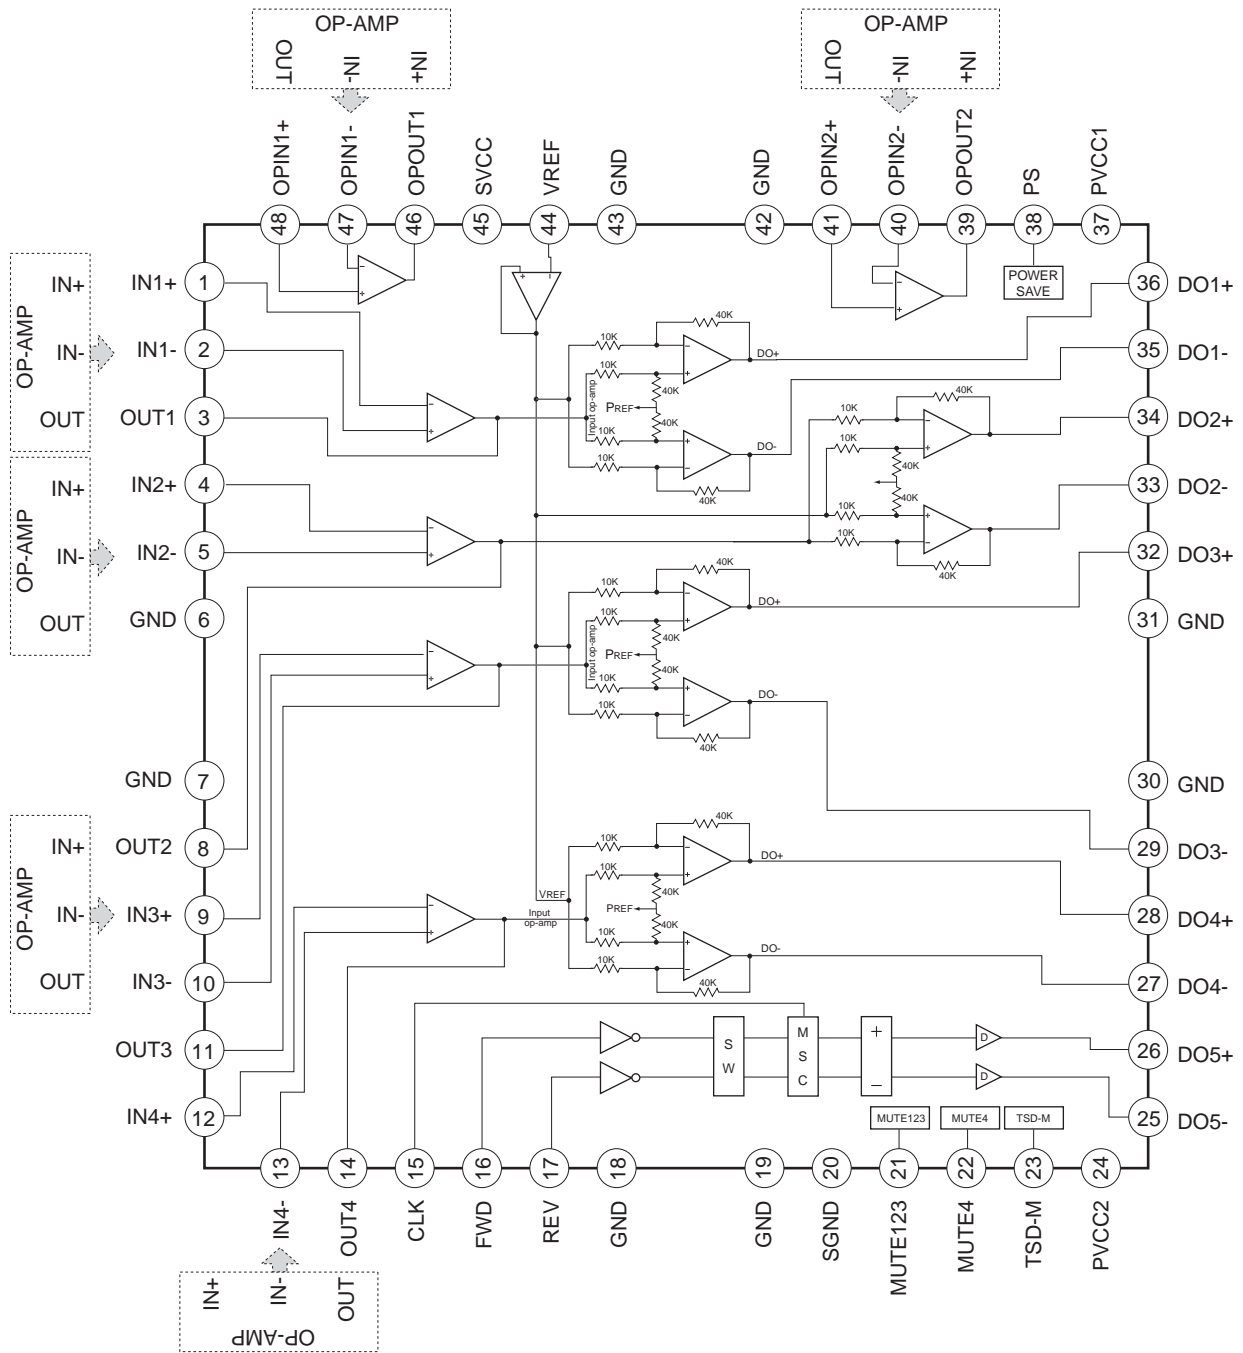 OP-AMP
OUT
IN-
IN+
OP-AMP
OUT
IN-
IN+
OPIN1+
OPIN1-
OPOUT1
SVCC
VREF
GND
GND
OPIN2+
OPIN2-
OPOUT2
PS
PVCC1
48
47
46
45
44
43
42
41
40
39
38
37
OP-AMP
IN+
IN-
OUT
OP-AMP
IN+
IN-
OUT
OP-AMP
IN+
IN-
OUT
IN1+
1
IN1-
2
OUT1
3
IN2+
4
IN2-
5
GND
6
GND
7
OUT2
8
IN3+
9
IN3-
10
OUT3
11
IN4+
12
-
+
+
-
-
+
POWER
SAVE
36
DO1+
35
DO1-
34
DO2+
33
DO2-
32
DO3+
31
GND
30
GND
29
DO3-
28
DO4+
27
DO4-
26
DO5+
25
DO5-
-
+
Input op-amp
10K
40K
-
DO+
10K
+
40K
PREF
40K
10K
+
DO-
10K
-
40K
-
+
10K
40K
-
10K
+
40K
40K
10K
+
10K
-
40K
-
+
Input op-amp
10K
40K
-
DO+
10K
+
40K
PREF
40K
10K
+
DO-
10K
-
40K
-
+
VREF
Input
op-amp
10K
40K
-
DO+
10K
+
40K
PREF
40K
10K
+
DO-
10K
-
40K
S
W
M
S
C
+
-
D
D
MUTE123
MUTE4
TSD-M
13
14
15
16
17
18
19
20
21
22
23
24
IN4-
OUT4
CLK
FWD
REV
GND
GND
SGND
MUTE123
MUTE4
TSD-M
PVCC2
IN+
IN-
OUT
OP-AMP